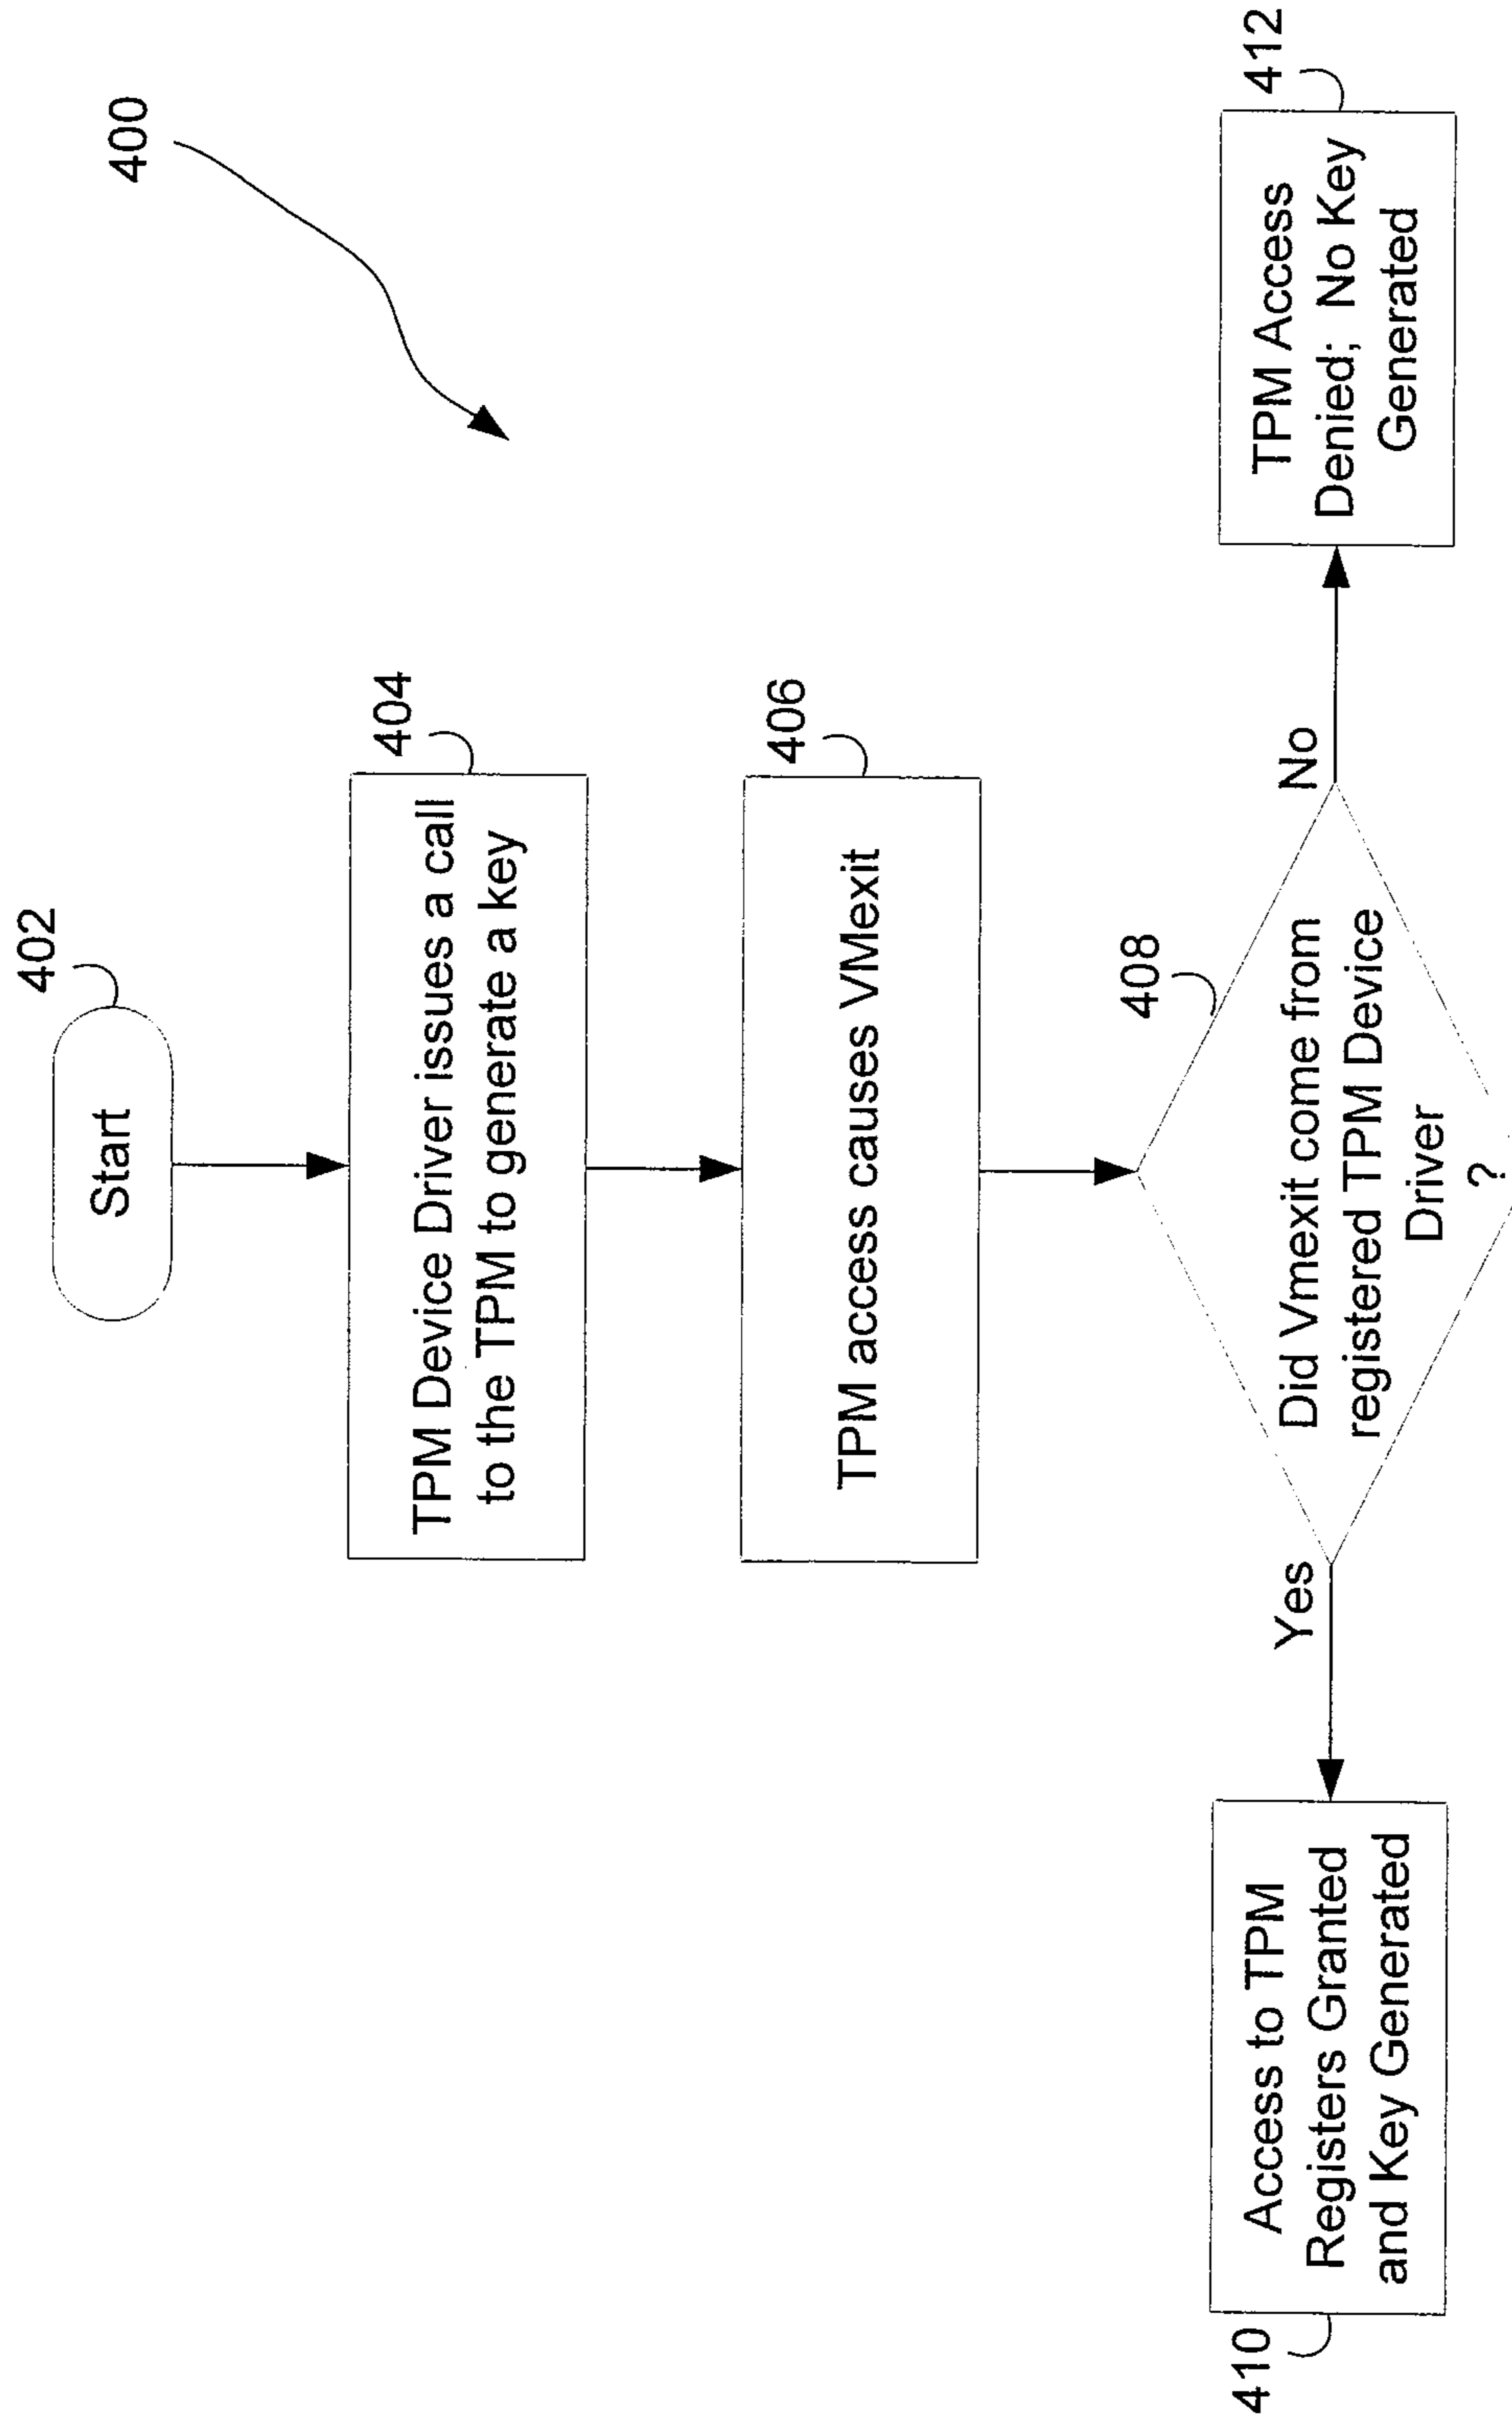 400
402
Start
404
TPM Device Driver issues a call
to the TPM to generate a key
406
TPM access causes VMexit
408
Did Vmexit come from
registered TPM Device
Driver
?
Yes
No
410
Access to TPM
Registers Granted
and Key Generated
412
TPM Access
Denied; No Key
Generated